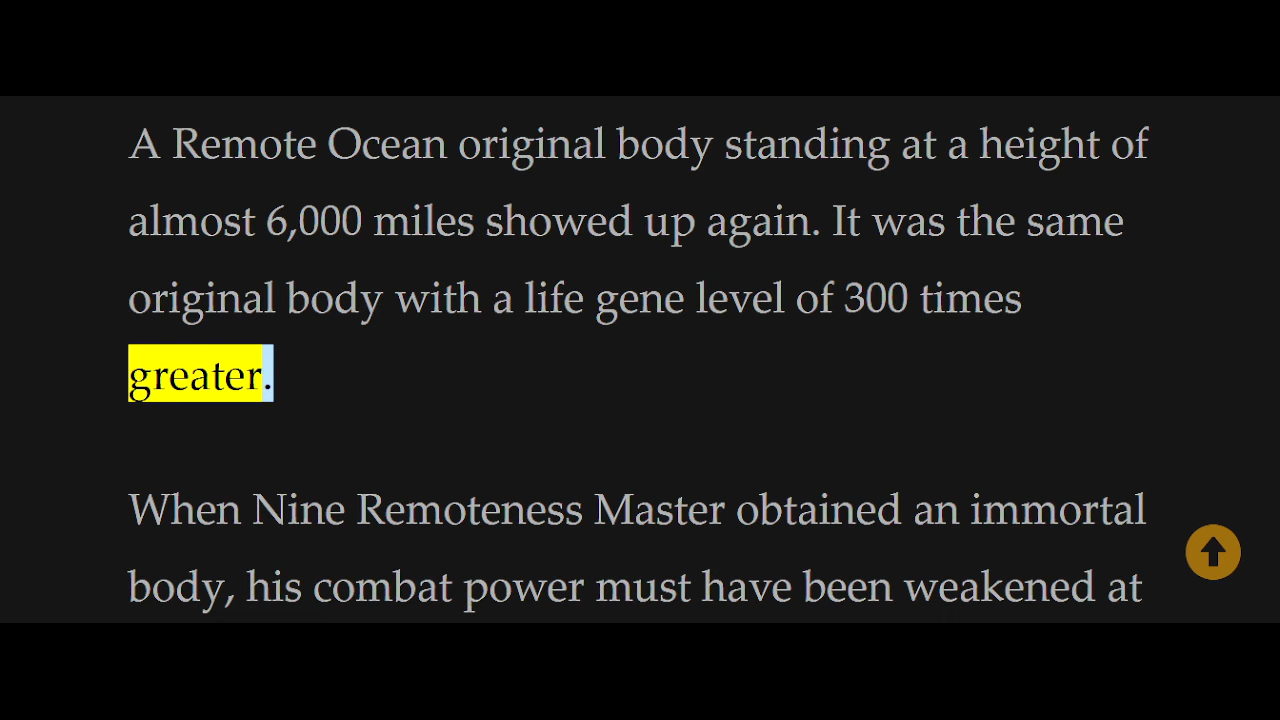 A Remote Ocean original body standing at a height of
almost 6,000 miles showed up again. It was the same
original body with a life gene level of 300 times
greater.
When Nine Remoteness Master obtained an immortal
body, his combat power must have been weakened at